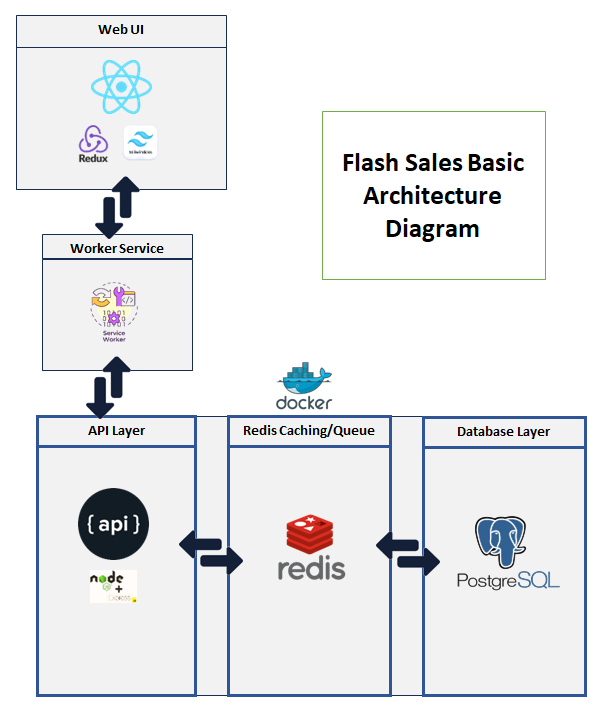 Web UI
Redux
tailwindcss
Flash Sales Basic
Architecture
Diagram
Worker Service
Service
Worker
docker
API Layer
Redis Caching/Queue
Database Layer
{ api }
node
+
redis
PostgreSQL